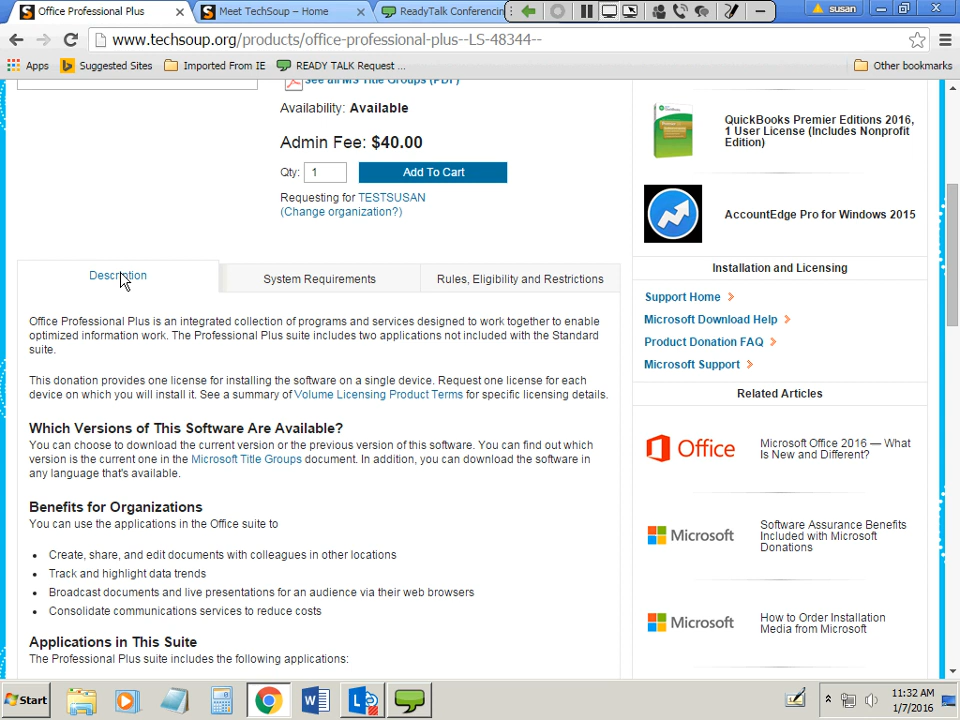 Office Professional Plus
Meet TechSoup – Home
ReadyTalk Conferencin
susan
www.techsoup.org/products/office-professional-plus--LS-48344--
Apps
Suggested Sites
Imported From IE
READY TALK Request ...
Other bookmarks
See all MS Title Groups (PDF)
Availability: Available
Admin Fee: $40.00
Qty: 1
Add To Cart
Requesting for TESTSUSAN
(Change organization?)
Description
System Requirements
Rules, Eligibility and Restrictions
Office Professional Plus is an integrated collection of programs and services designed to work together to enable
optimized information work. The Professional Plus suite includes two applications not included with the Standard
suite.
This donation provides one license for installing the software on a single device. Request one license for each
device on which you will install it. See a summary of Volume Licensing Product Terms for specific licensing details.
Which Versions of This Software Are Available?
You can choose to download the current version or the previous version of this software. You can find out which
version is the current one in the Microsoft Title Groups document. In addition, you can download the software in
any language that's available.
Benefits for Organizations
You can use the applications in the Office suite to
• Create, share, and edit documents with colleagues in other locations
• Track and highlight data trends
• Broadcast documents and live presentations for an audience via their web browsers
• Consolidate communications services to reduce costs
Applications in This Suite
The Professional Plus suite includes the following applications:
QuickBooks Premier Editions 2016,
1 User License (Includes Nonprofit
Edition)
AccountEdge Pro for Windows 2015
Installation and Licensing
Support Home
Microsoft Download Help
Product Donation FAQ
Microsoft Support
Related Articles
Office
Microsoft Office 2016 — What
Is New and Different?
Microsoft
Software Assurance Benefits
Included with Microsoft
Donations
Microsoft
How to Order Installation
Media from Microsoft
Start
11:32 AM
1/7/2016